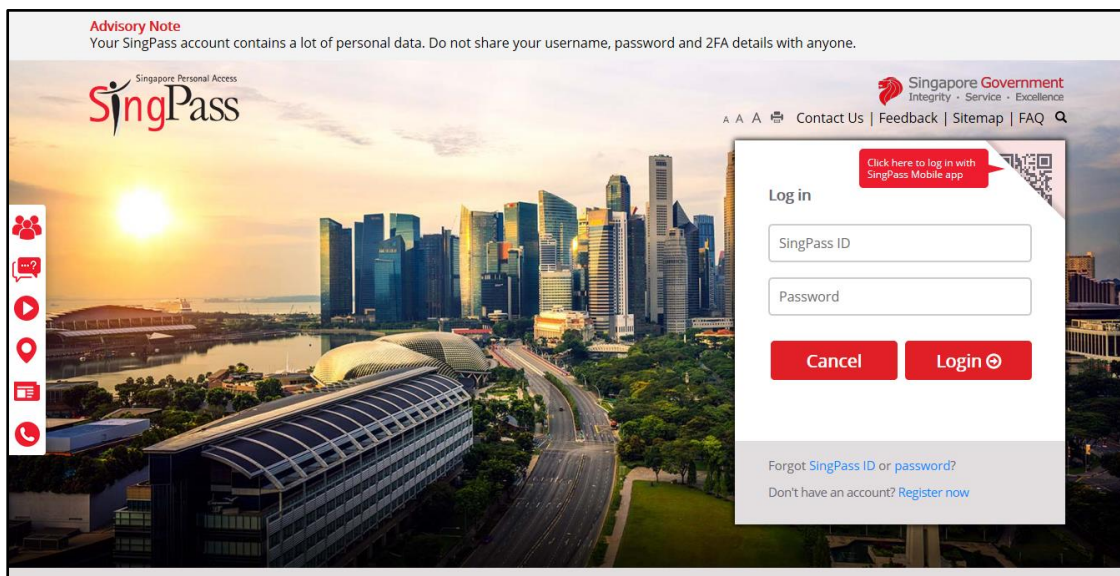 Advisory Note
Your SingPass account contains a lot of personal data. Do not share your username, password and 2FA details with anyone.
Singapore Personal Access
SingPass
Singapore Government
Integrity · Service · Excellence
A A A Contact Us | Feedback | Sitemap | FAQ
Click here to log in with
SingPass Mobile app
Log in
SingPass ID
Password
Cancel Login
Forgot SingPass ID or password?
Don't have an account? Register now